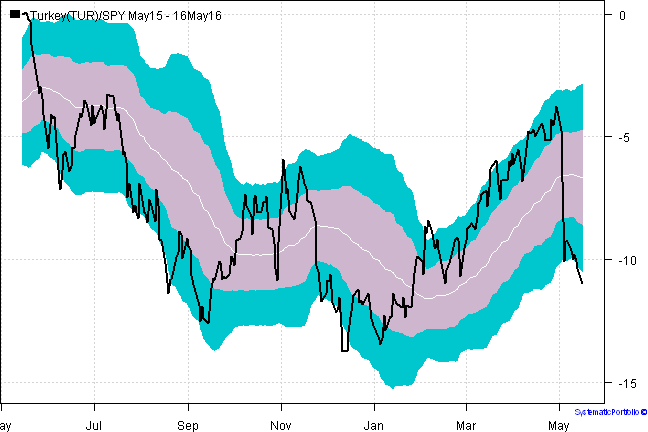 Turkey(TUR)/SPY May15 - 16May16
0
-5
-10
-15
ay Jul Sep Nov Jan Mar May
SystematicPortfolio ©